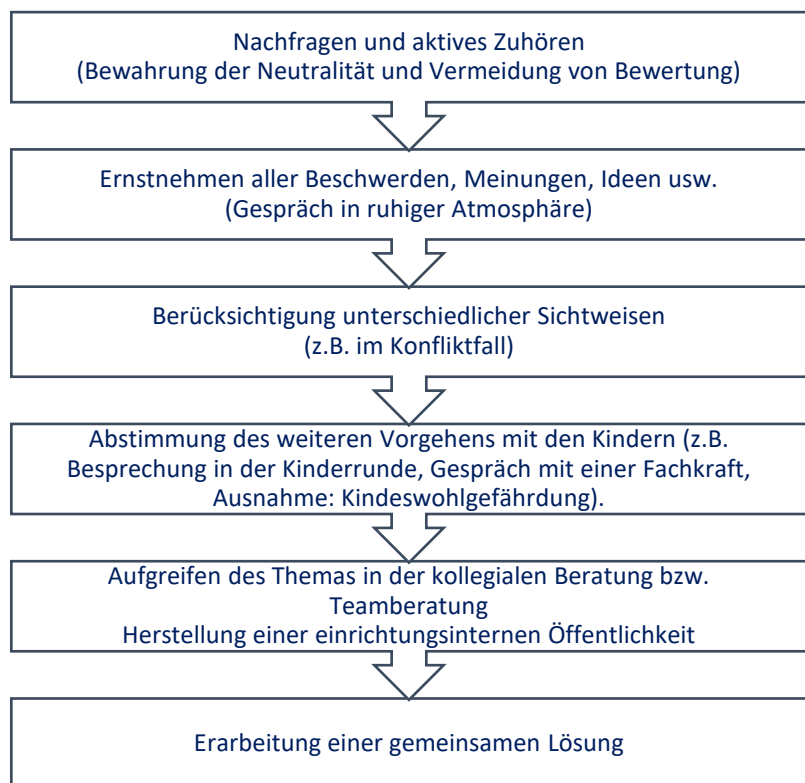 Nachfragen und aktives Zuhören
(Bewahrung der Neutralität und Vermeidung von Bewertung)
Ernstnehmen aller Beschwerden, Meinungen, Ideen usw.
(Gespräch in ruhiger Atmosphäre)
Berücksichtigung unterschiedlicher Sichtweisen
(z.B. im Konfliktfall)
Abstimmung des weiteren Vorgehens mit den Kindern (z.B.
Besprechung in der Kinderrunde, Gespräch mit einer Fachkraft,
Ausnahme: Kindeswohlgefährdung).
Aufgreifen des Themas in der kollegialen Beratung bzw.
Teamberatung
Herstellung einer einrichtungsinternen Öffentlichkeit
Erarbeitung einer gemeinsamen Lösung